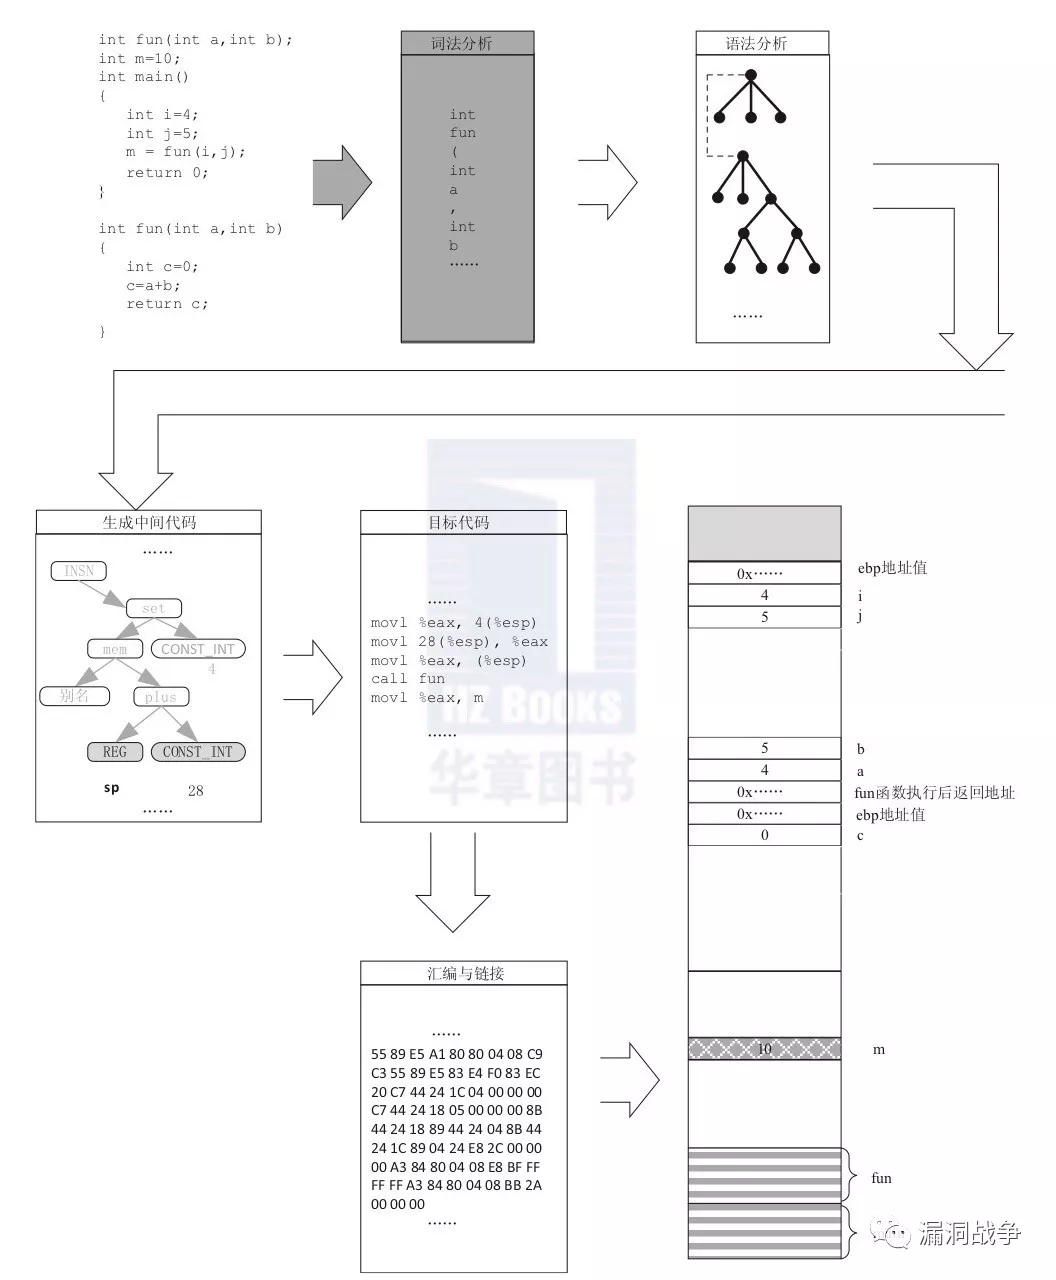 int fun(int a,int b);
int m=10;
int main()
{
int i=4;
int j=5;
m = fun(i,j);
return 0;
}
int fun(int a,int b)
{
int c=0;
c=a+b;
return c;
}
词法分析
int
fun
(
int
a
,
int
b
……
语法分析
……
生成中间代码
……
INSN
set
mem
CONST_INT
4
别名
plus
REG
CONST_INT
sp
28
……
目标代码
……
movl %eax, 4(%esp)
movl 28(%esp), %eax
movl %eax, (%esp)
call fun
movl %eax, m
……
HZ Books
华章图书
汇编与链接
……
55 89 E5 A1 80 80 04 08 C9
C3 55 89 E5 83 E4 F0 83 EC
20 C7 44 24 1C 04 00 00 00
C7 44 24 18 05 00 00 00 8B
44 24 18 89 44 24 04 8B 44
24 1C 89 04 24 E8 2C 00 00
00 A3 84 80 04 08 E8 BF FF
FF FF A3 84 80 04 08 BB 2A
00 00 00
……
0x…… ebp地址值
4 i
5 j
5 b
4 a
0x…… fun函数执行后返回地址
0x…… ebp地址值
0 c
10 m
fun
漏洞战争